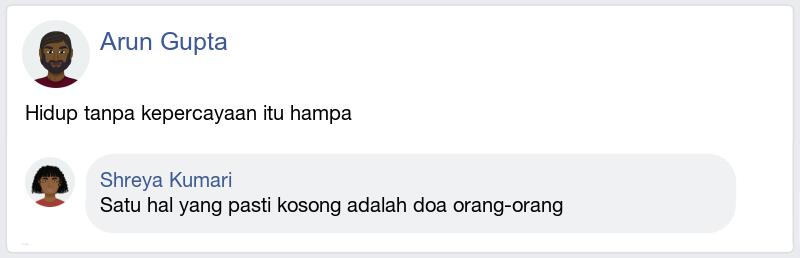 Arun Gupta
Hidup tanpa kepercayaan itu hampa
Shreya Kumari
Satu hal yang pasti kosong adalah doa orang-orang